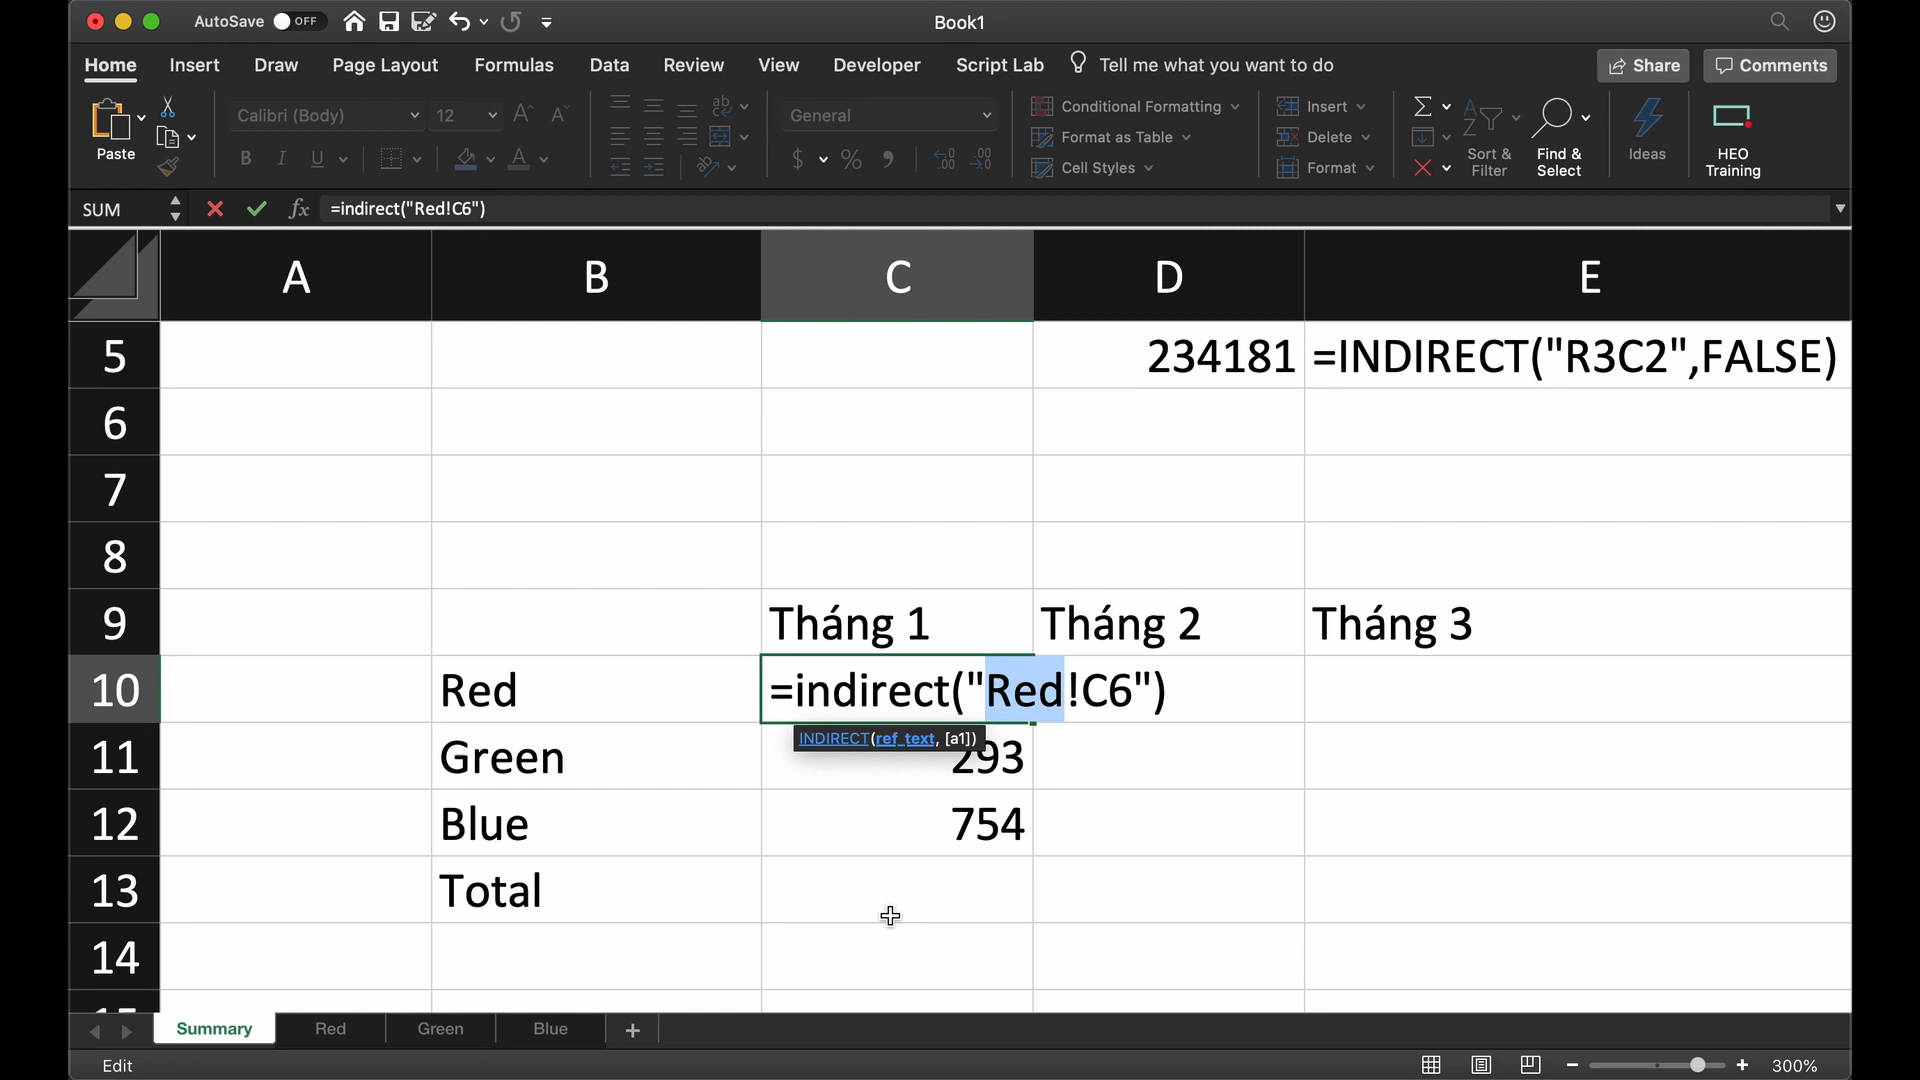 AutoSave OFF
Book1
Home Insert Draw Page Layout Formulas Data Review View Developer Script Lab Tell me what you want to do Share Comments
Paste
Calibri (Body) 12 A A
B I U A
ab
General
$ % 9
.00
Conditional Formatting
Format as Table
Cell Styles
Insert
Delete
Format
Sort & Filter
Find & Select
Ideas
HEO Training
SUM fx =indirect("Red!C6")
A B C D E
5 234181 =INDIRECT("R3C2",FALSE)
6
7
8
9 Tháng 1 Tháng 2 Tháng 3
10 Red =indirect("Red!C6")
INDIRECT(ref_text, [a1])
11 Green 293
12 Blue 754
13 Total
14
Summary Red Green Blue +
Edit 300%